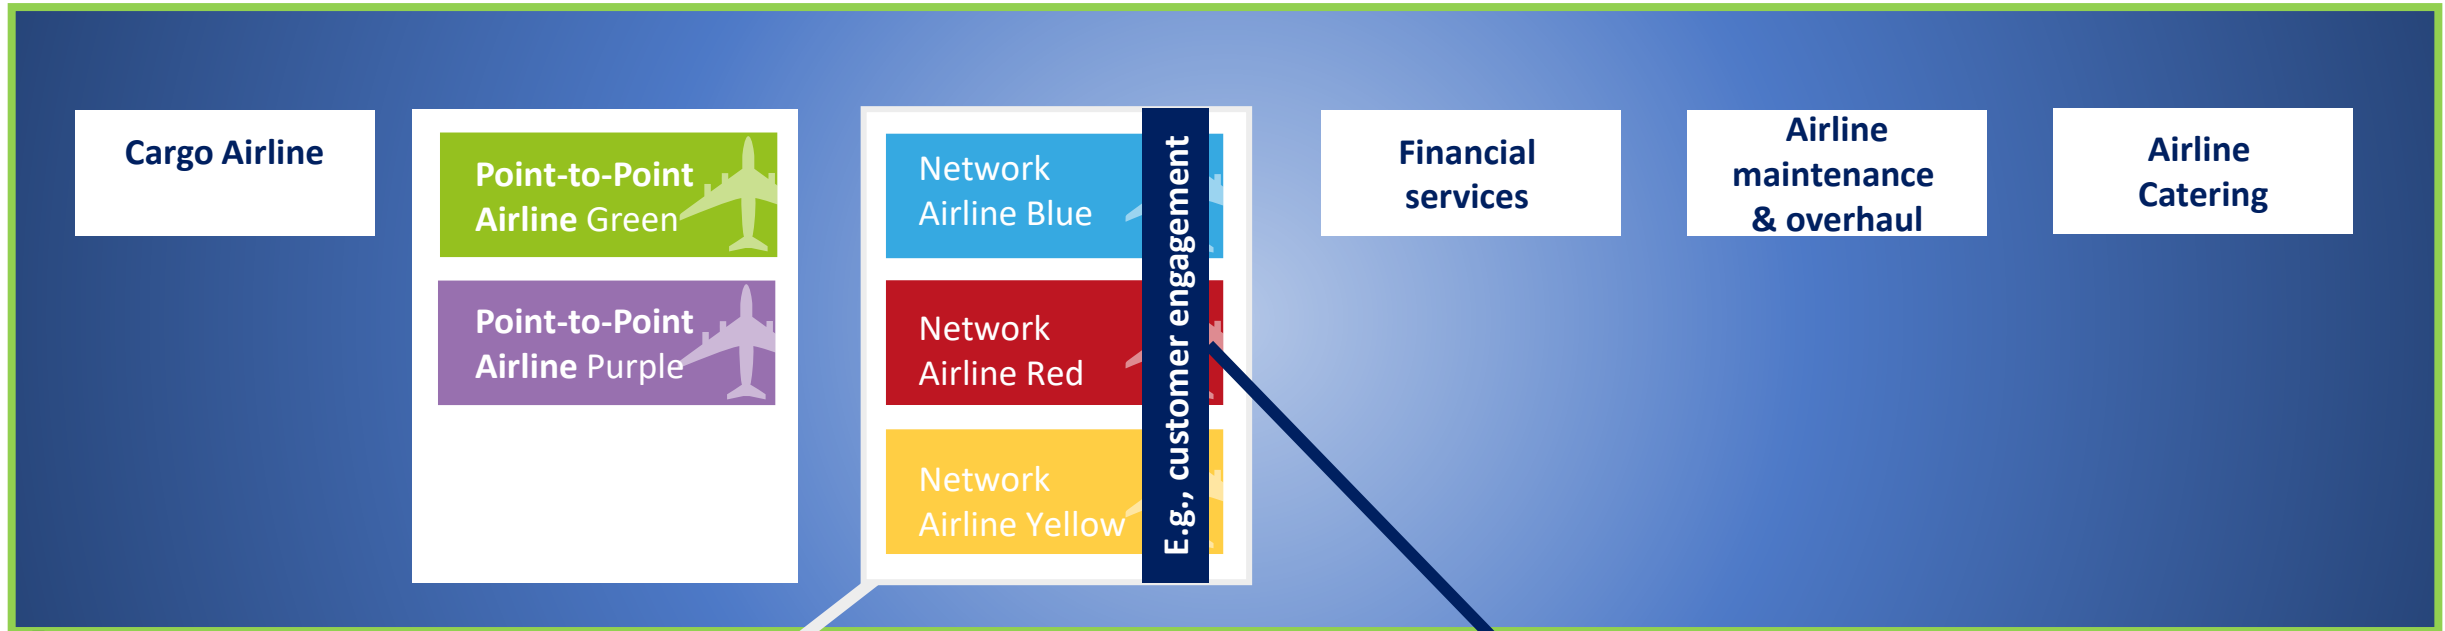 Cargo Airline
Point-to-Point
Airline Green
Point-to-Point
Airline Purple
Network
Airline Blue
Network
Airline Red
Network
Airline Yellow
E.g., customer engagement
Financial
services
Airline
maintenance
& overhaul
Airline
Catering